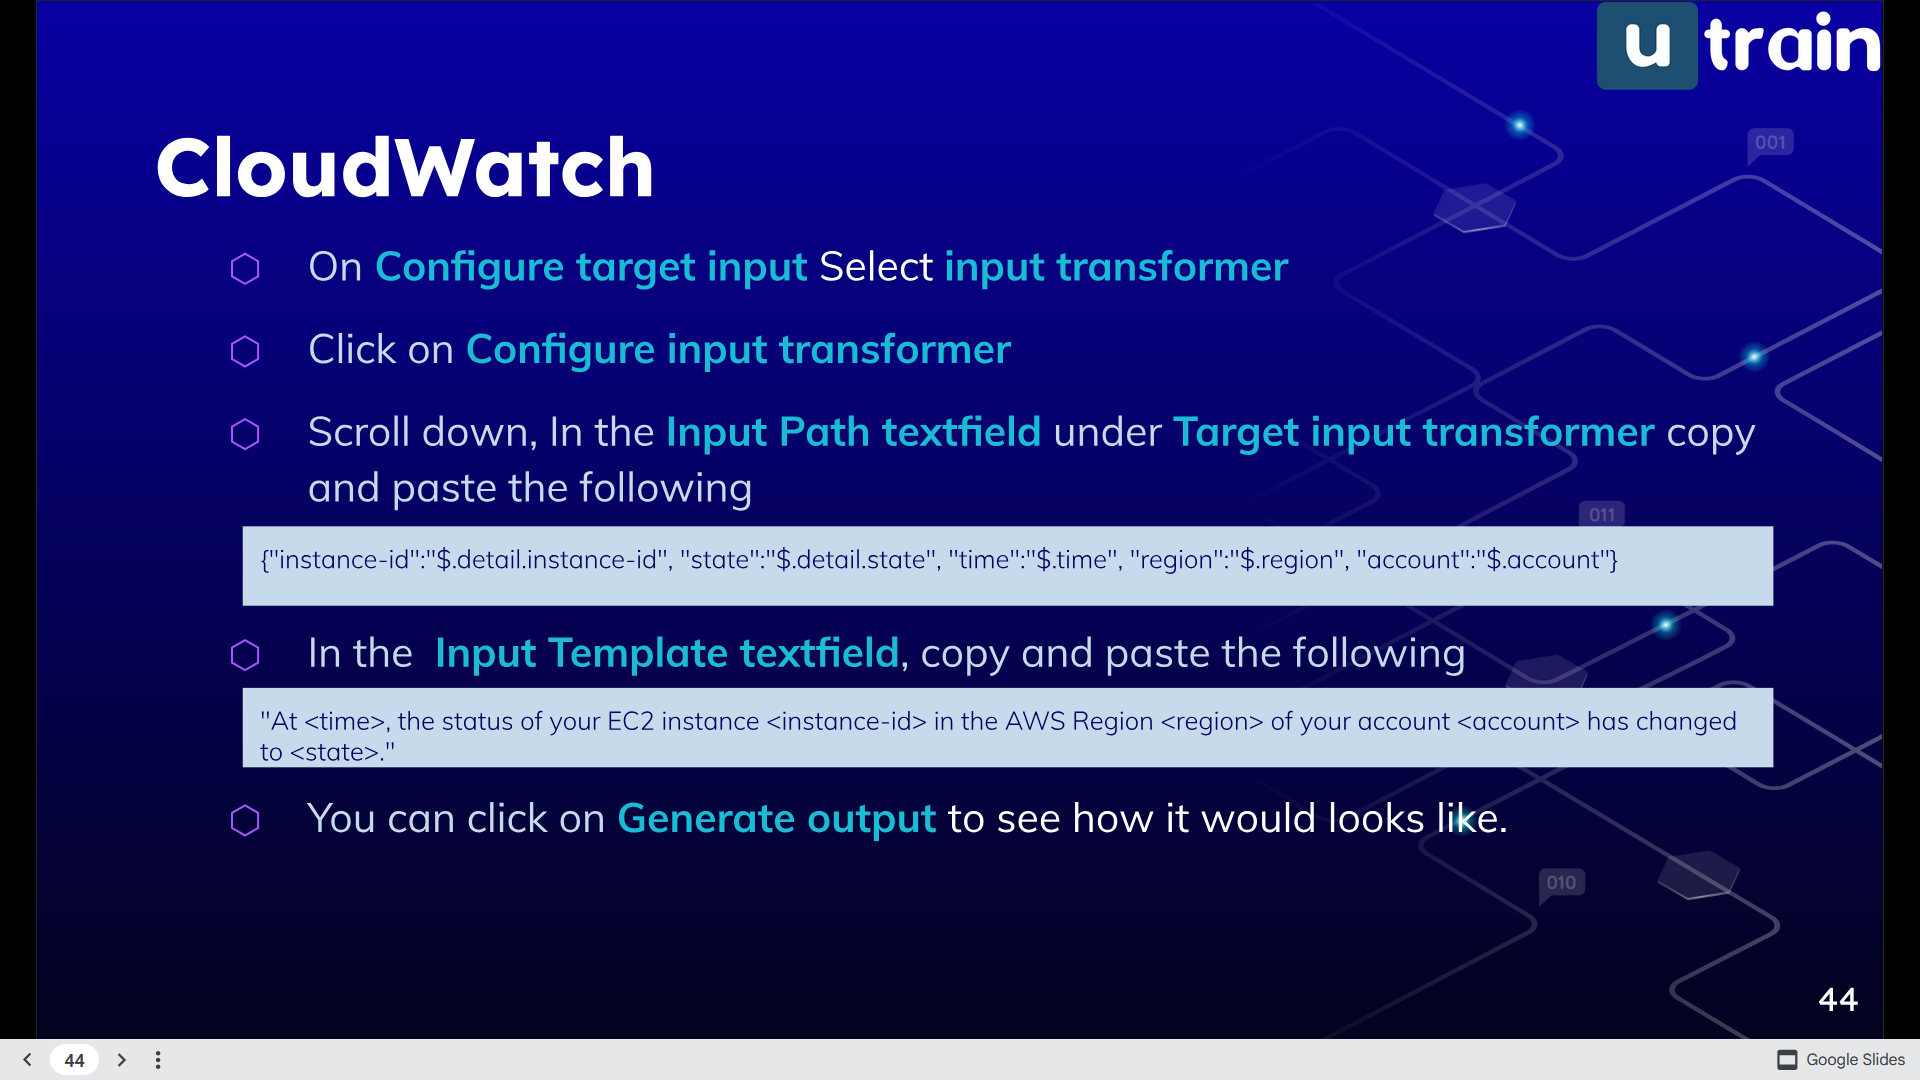 u train
001
CloudWatch
On Configure target input Select input transformer
Click on Configure input transformer
Scroll down, In the Input Path textfield under Target input transformer copy
and paste the following
011
{"instance-id":"$.detail.instance-id", "state":"$.detail.state", "time":"$.time", "region":"$.region", "account":"$.account"}
In the Input Template textfield, copy and paste the following
"At <time>, the status of your EC2 instance <instance-id> in the AWS Region <region> of your account <account> has changed
to <state>."
You can click on Generate output to see how it would looks like.
010
44
44
Google Slides